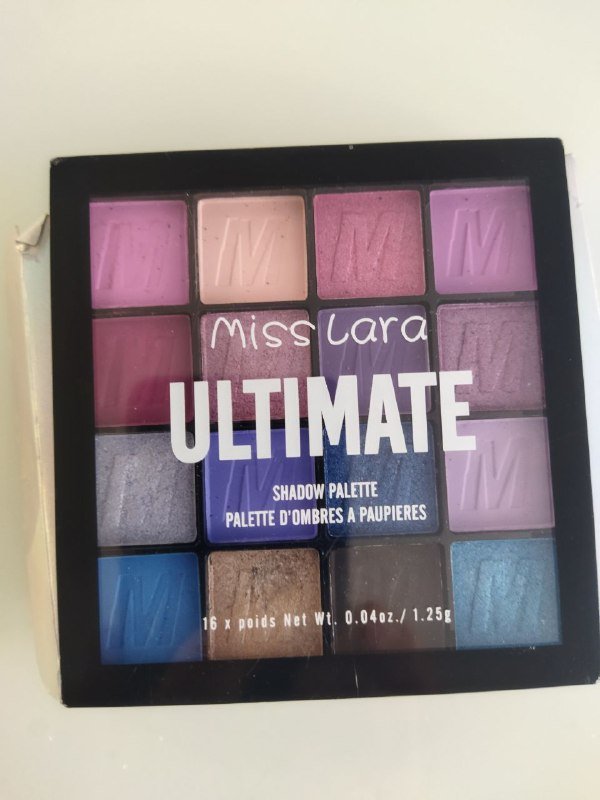 Miss Lara
ULTIMATE
SHADOW PALETTE
PALETTE D'OMBRES A PAUPIERES
16 x poids Net Wt. 0.04oz./ 1.25g